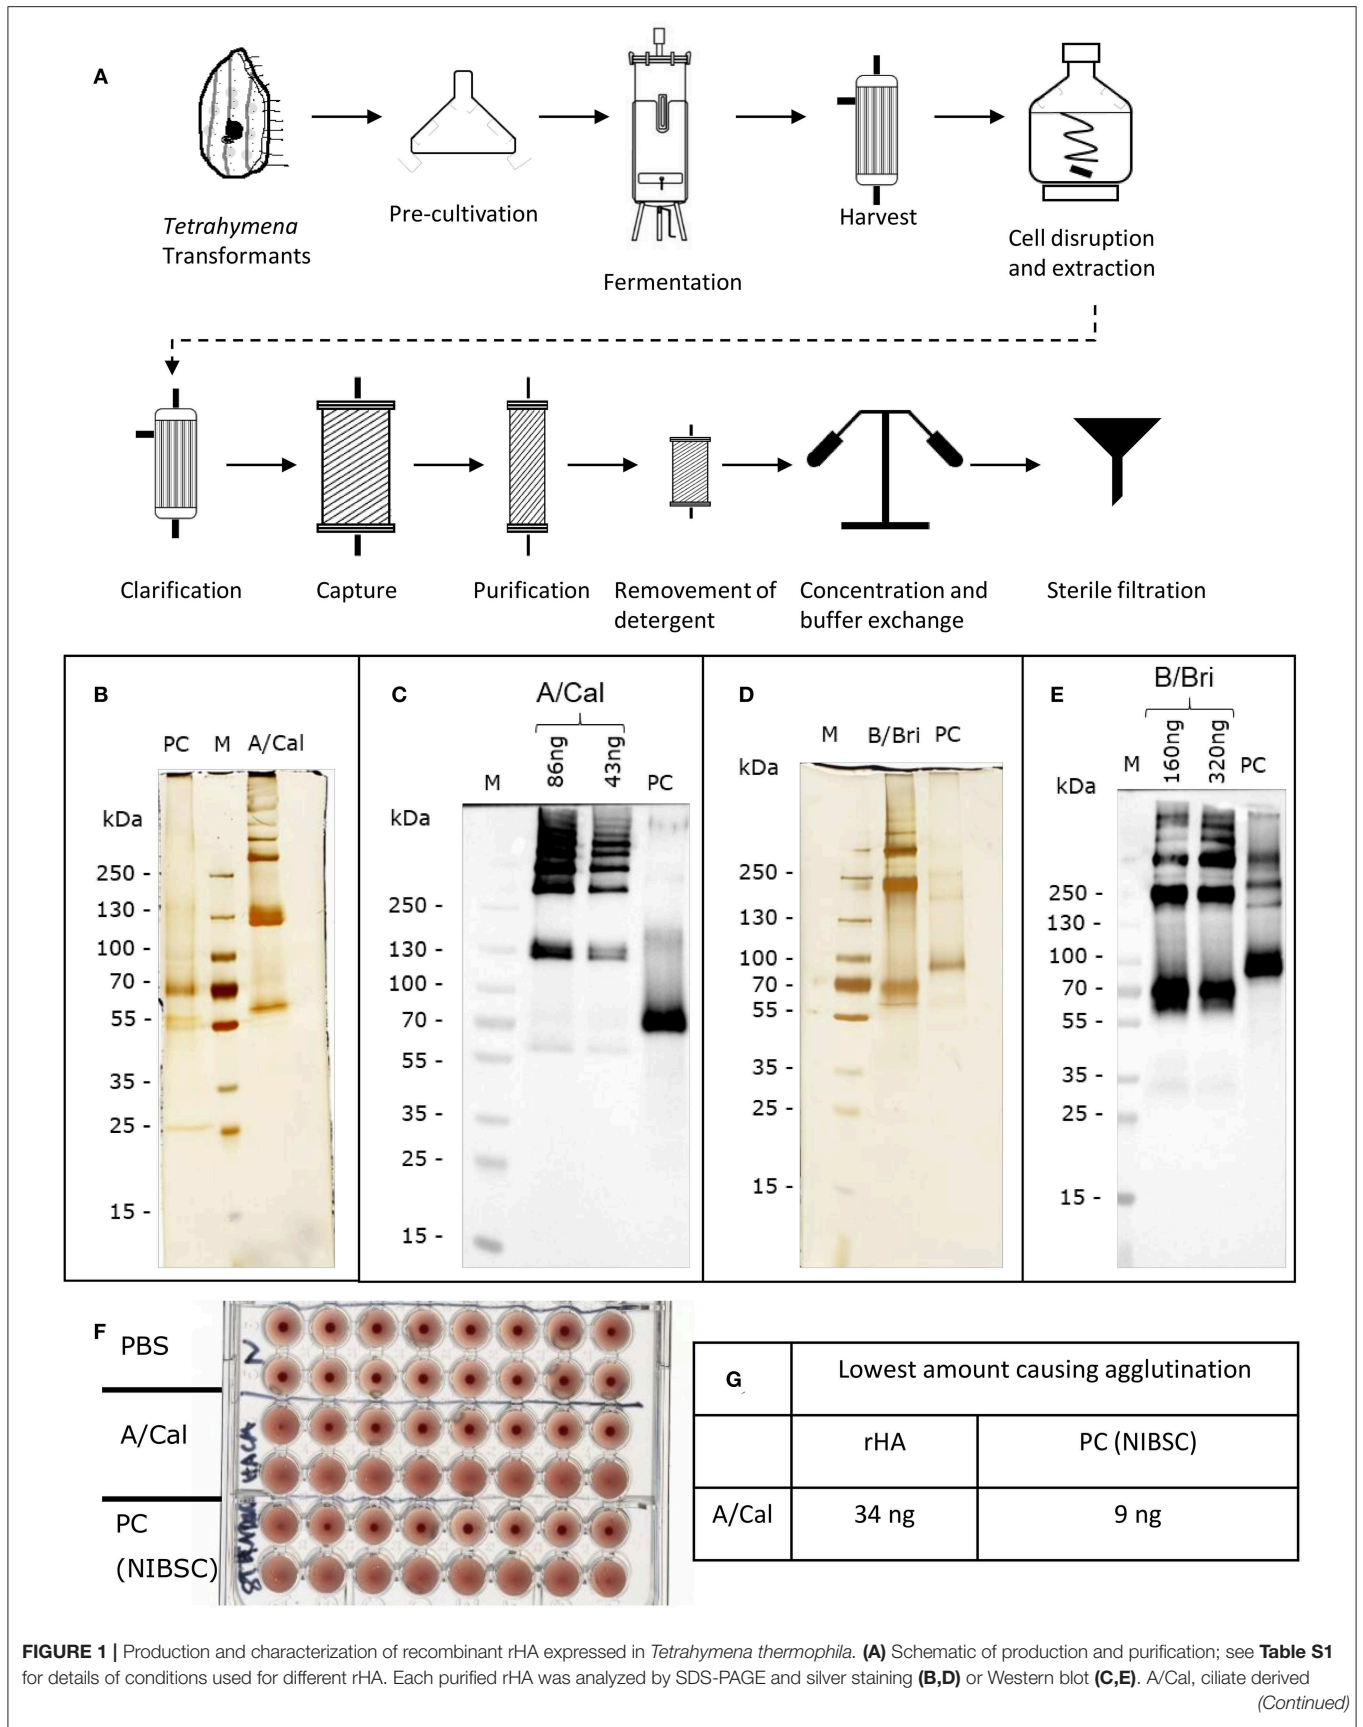 A
Tetrahymena
Transformants
Pre-cultivation
Fermentation
Harvest
Cell disruption
and extraction
Clarification
Capture
Purification
Removement of
detergent
Concentration and
buffer exchange
Sterile filtration
B
PC M A/Cal
kDa
250 -
130 -
100 -
70 -
55 -
35 -
25 -
15 -
C
A/Cal
M
86ng
43ng
PC
kDa
250 -
130 -
100 -
70 -
55 -
35 -
25 -
15 -
D
M B/Bri PC
kDa
250 -
130 -
100 -
70 -
55 -
35 -
25 -
15 -
E
B/Bri
M
160ng
320ng
PC
kDa
250 -
130 -
100 -
70 -
55 -
35 -
25 -
15 -
F
PBS
A/Cal
PC
(NIBSC)
G
Lowest amount causing agglutination
rHA PC (NIBSC)
A/Cal 34 ng 9 ng
FIGURE 1 | Production and characterization of recombinant rHA expressed in Tetrahymena thermophila. (A) Schematic of production and purification; see Table S1
for details of conditions used for different rHA. Each purified rHA was analyzed by SDS-PAGE and silver staining (B,D) or Western blot (C,E). A/Cal, ciliate derived
(Continued)